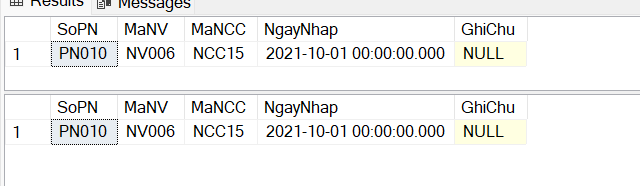 Results Messages
SoPN MaNV MaNCC NgayNhap GhiChu
1 PN010 NV006 NCC15 2021-10-01 00:00:00.000 NULL
SoPN MaNV MaNCC NgayNhap GhiChu
1 PN010 NV006 NCC15 2021-10-01 00:00:00.000 NULL